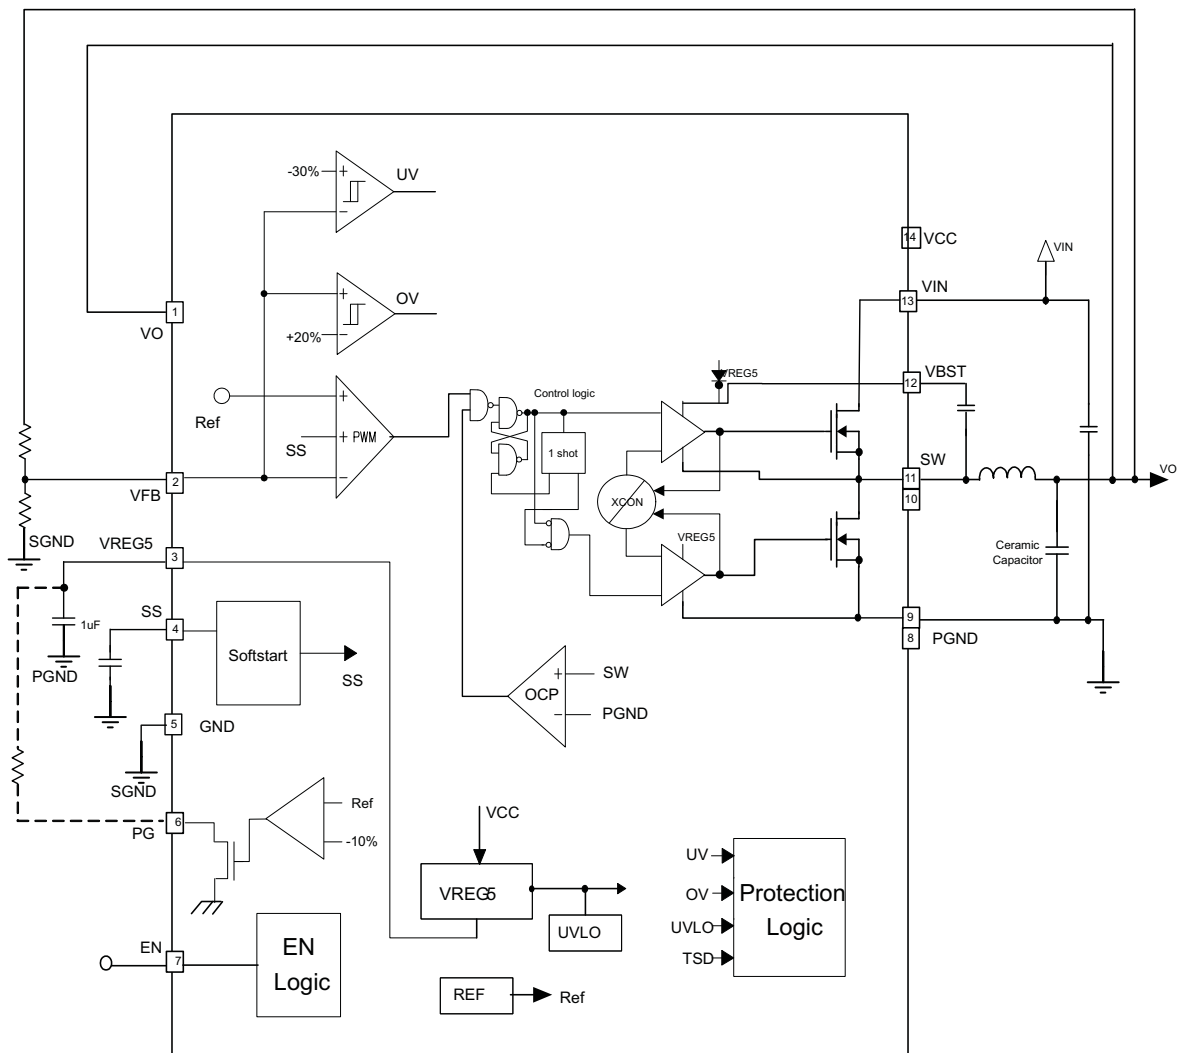 -30%
+
UV
−
14
VCC
VIN
+
OV
+20%
−
1
VO
VIN
13
VREG5
VBST
12
Ref
+
Control logic
SS
+
PWM
−
1 shot
SW
11
10
VO
2
VFB
XCON
SGND
VREG5
3
VREG5
Ceramic
Capacitor
1uF
SS
4
9
8
PGND
PGND
Softstart
SS
+
SW
OCP
−
PGND
5
GND
SGND
6
PG
Ref
-10%
VCC
VREG5
UVLO
UV
OV
UVLO
TSD
Protection
Logic
EN
7
EN
Logic
REF
Ref